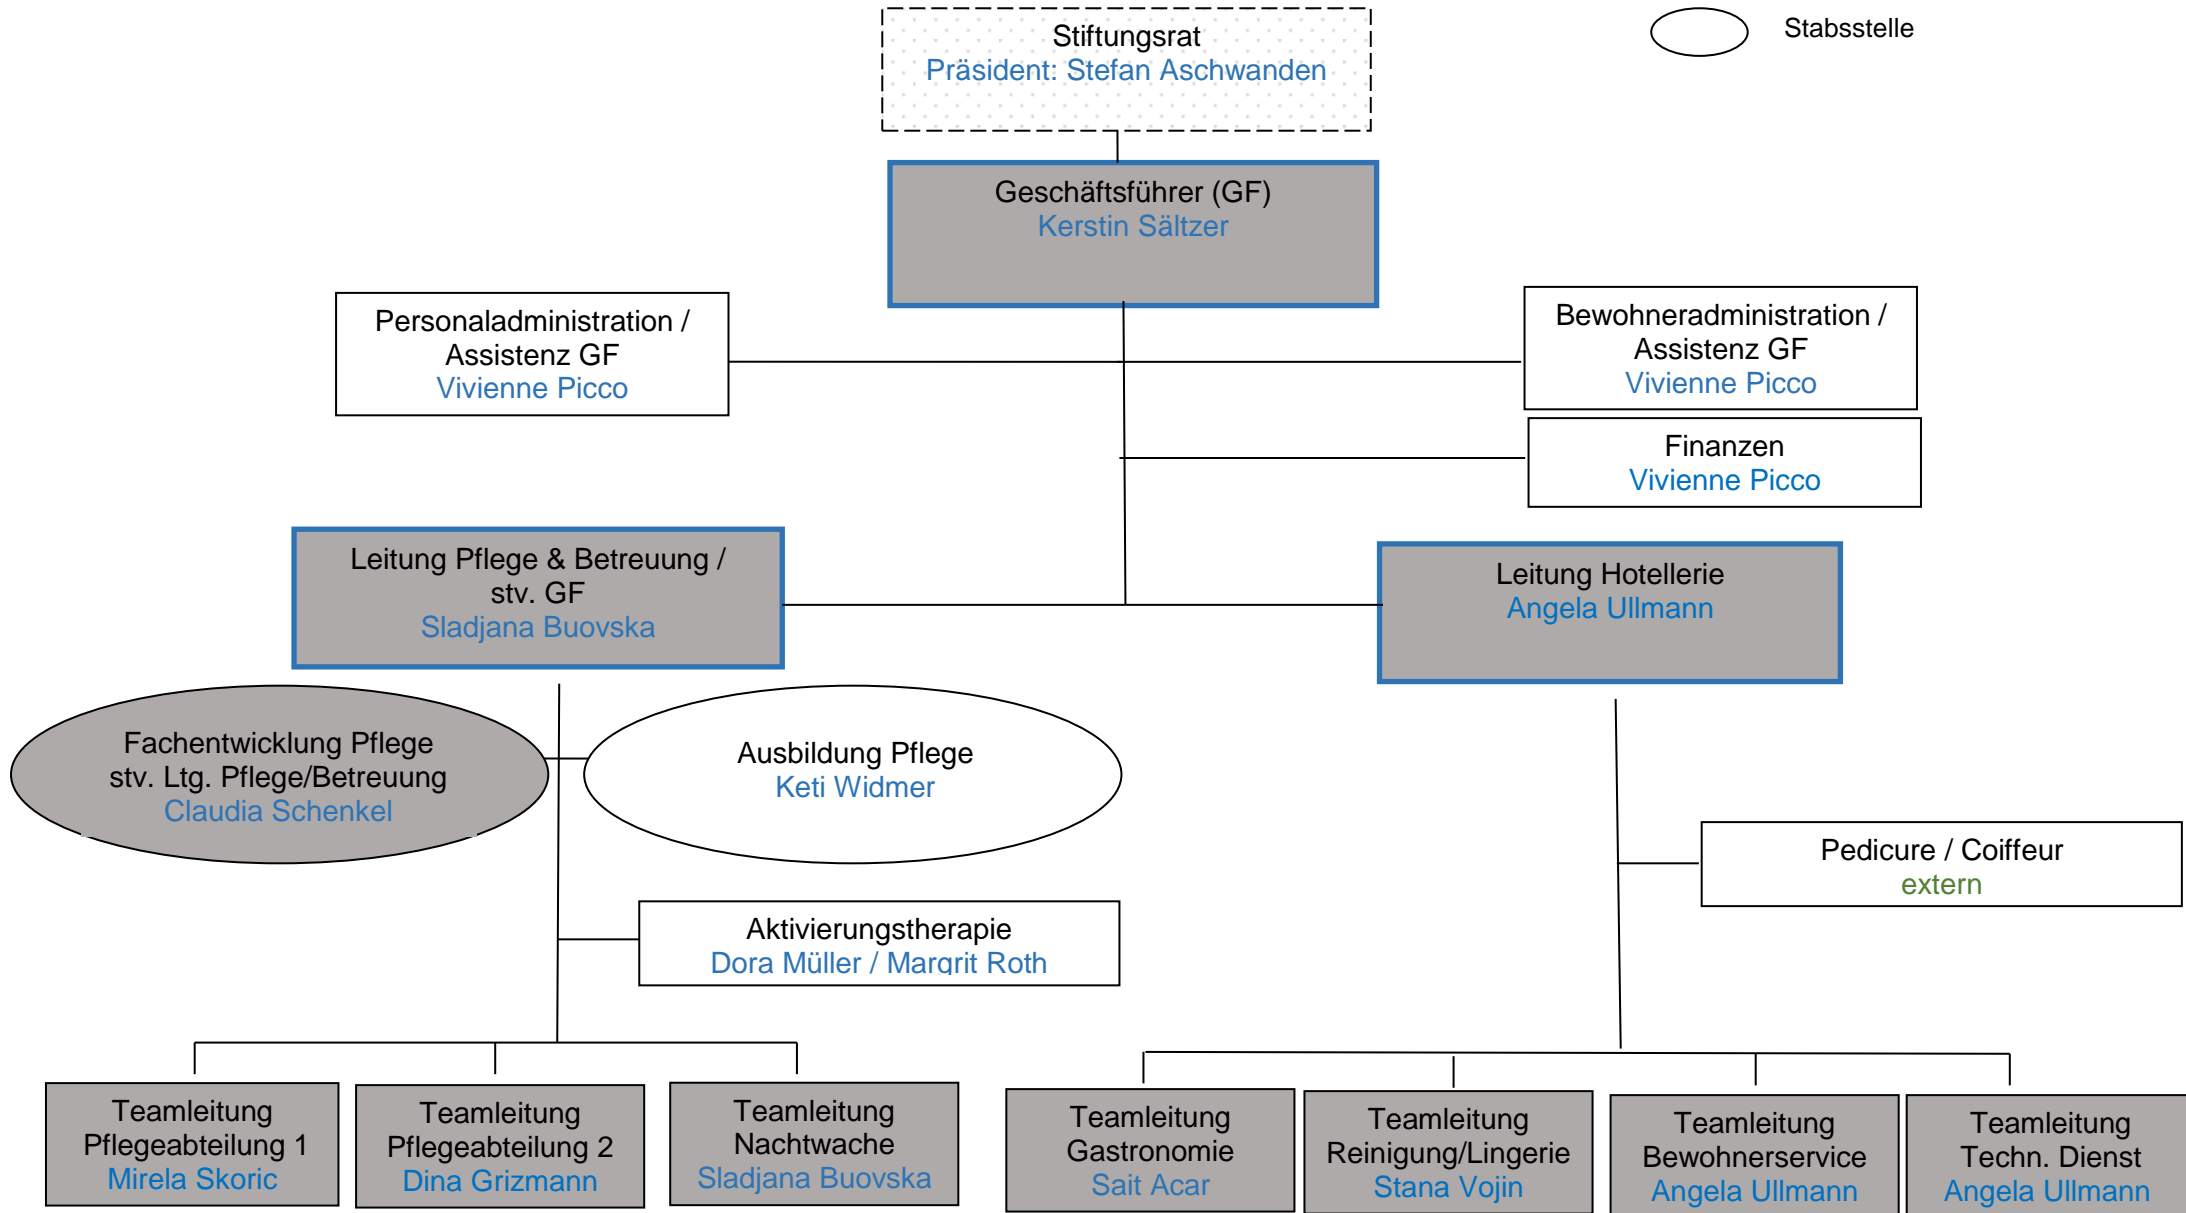 Stiftungsrat
Präsident: Stefan Aschwanden
Stabsstelle
Geschäftsführer (GF)
Kerstin Sältzer
Personaladministration /
Assistenz GF
Vivienne Picco
Bewohneradministration /
Assistenz GF
Vivienne Picco
Finanzen
Vivienne Picco
Leitung Pflege & Betreuung /
stv. GF
Sladjana Buovska
Leitung Hotellerie
Angela Ullmann
Fachentwicklung Pflege
stv. Ltg. Pflege/Betreuung
Claudia Schenkel
Ausbildung Pflege
Keti Widmer
Pedicure / Coiffeur
extern
Aktivierungstherapie
Dora Müller / Margrit Roth
Teamleitung
Pflegeabteilung 1
Mirela Skoric
Teamleitung
Pflegeabteilung 2
Dina Grizmann
Teamleitung
Nachtwache
Sladjana Buovska
Teamleitung
Gastronomie
Sait Acar
Teamleitung
Reinigung/Lingerie
Stana Vojin
Teamleitung
Bewohnerservice
Angela Ullmann
Teamleitung
Techn. Dienst
Angela Ullmann